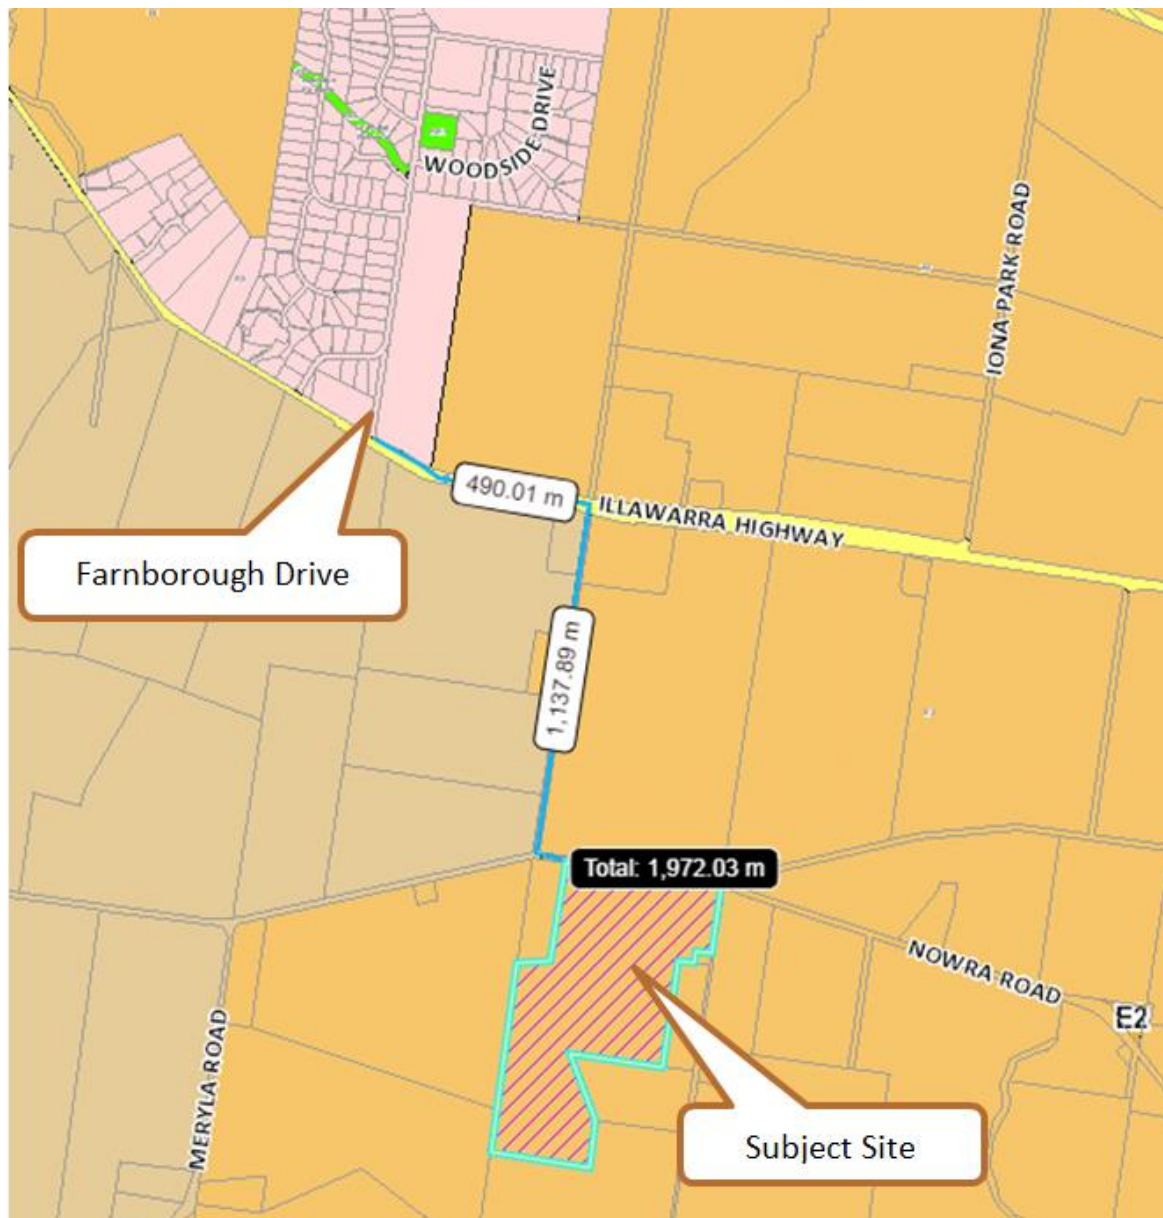 WOODSIDE DRIVE
IONA PARK ROAD
490.01 m
ILLAWARRA HIGHWAY
Farnborough Drive
1,137.89 m
Total: 1,972.03 m
NOWRA ROAD
E2
MERYLA ROAD
Subject Site